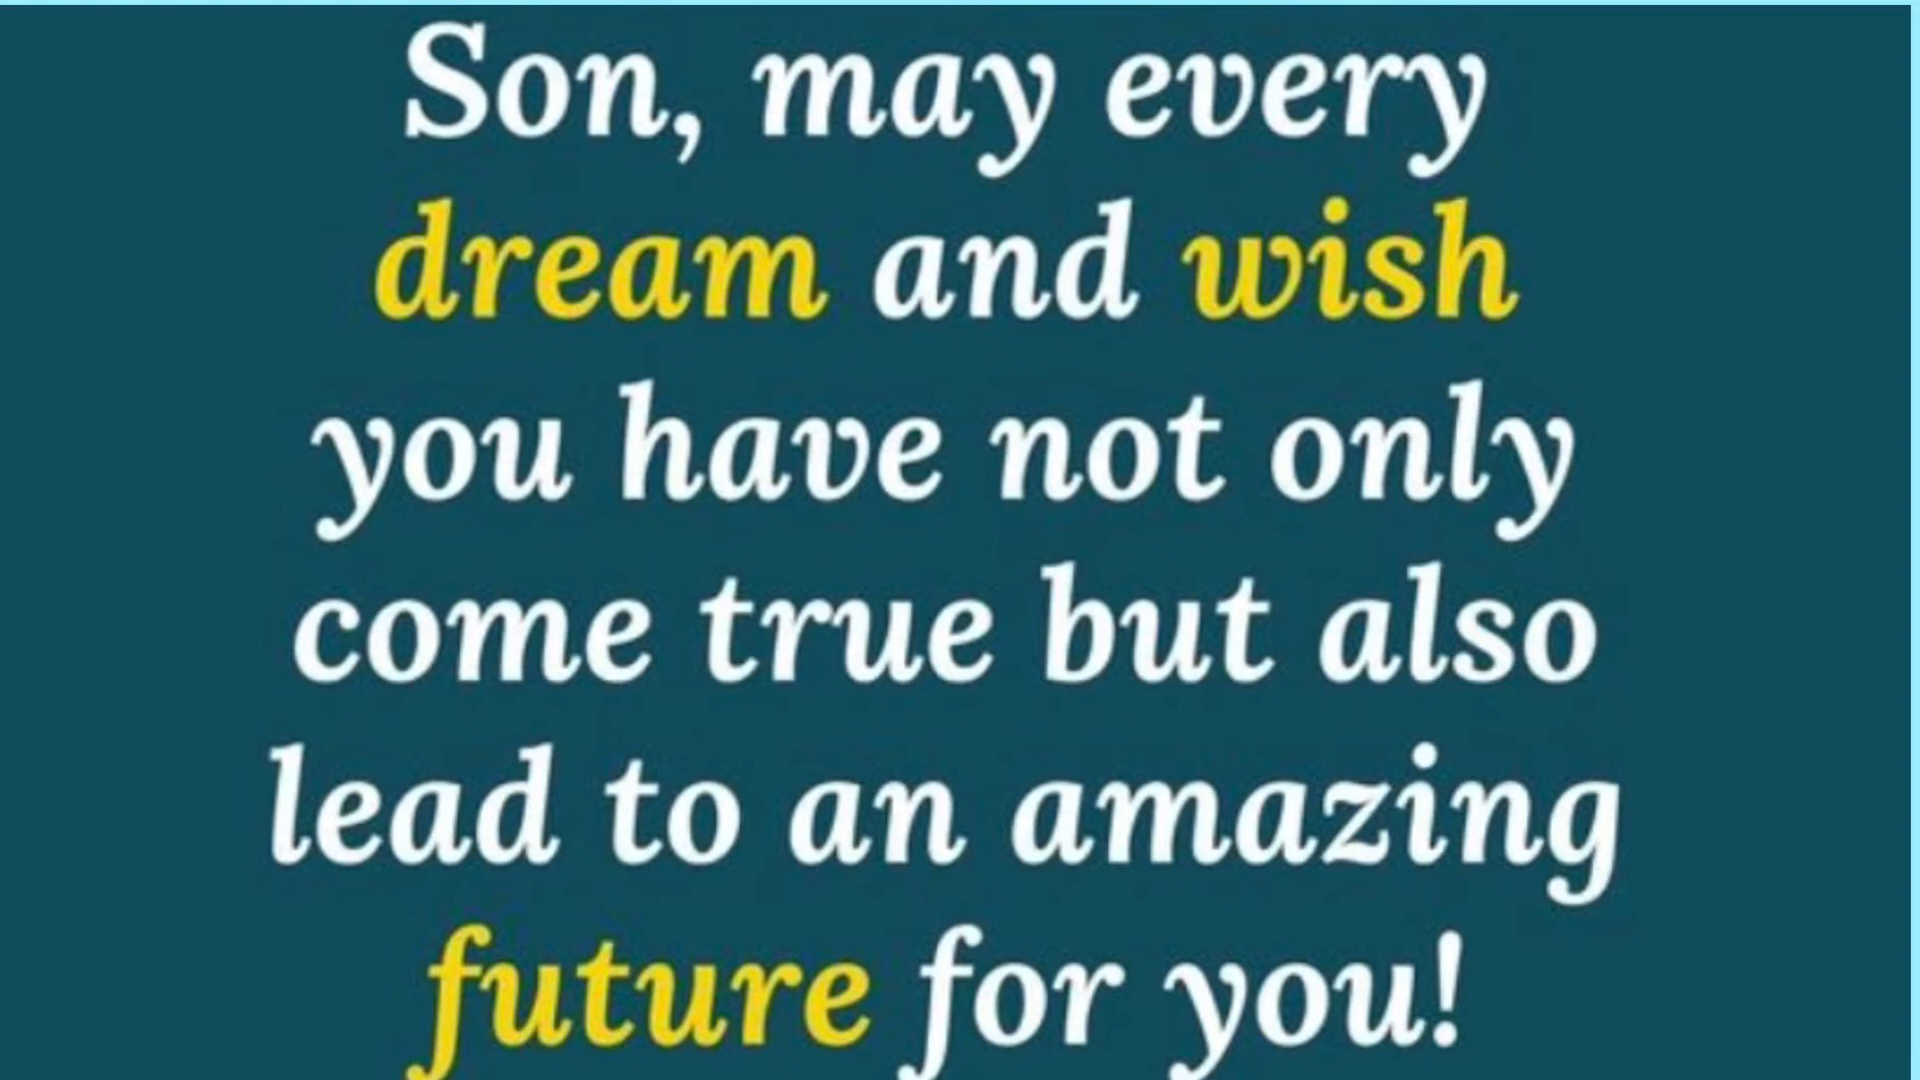 Son, may every
dream and wish
you have not only
come true but also
lead to an amazing
future for you!